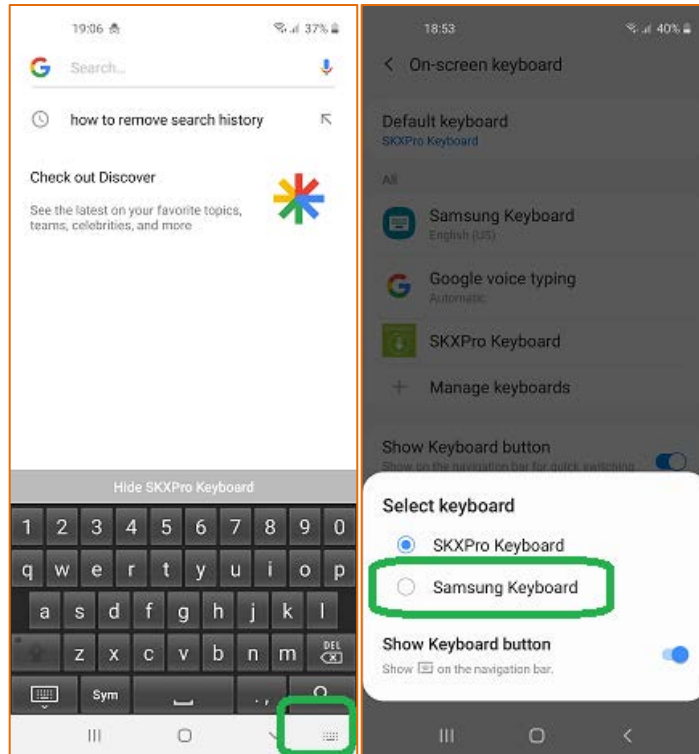 19:06
37%
Search...
how to remove search history
Check out Discover
See the latest on your favorite topics,
teams, celebrities, and more
Hide SKXPro Keyboard
1 2 3 4 5 6 7 8 9 0
q w e r t y u i o p
a s d f g h j k l
z x c v b n m DEL
Sym . ,
18:53
40%
On-screen keyboard
Default keyboard
SKXPro Keyboard
All
Samsung Keyboard
English (US)
Google voice typing
Automatic
SKXPro Keyboard
Manage keyboards
Show Keyboard button
Show on the navigation bar for quick switching
Select keyboard
SKXPro Keyboard
Samsung Keyboard
Show Keyboard button
Show on the navigation bar.